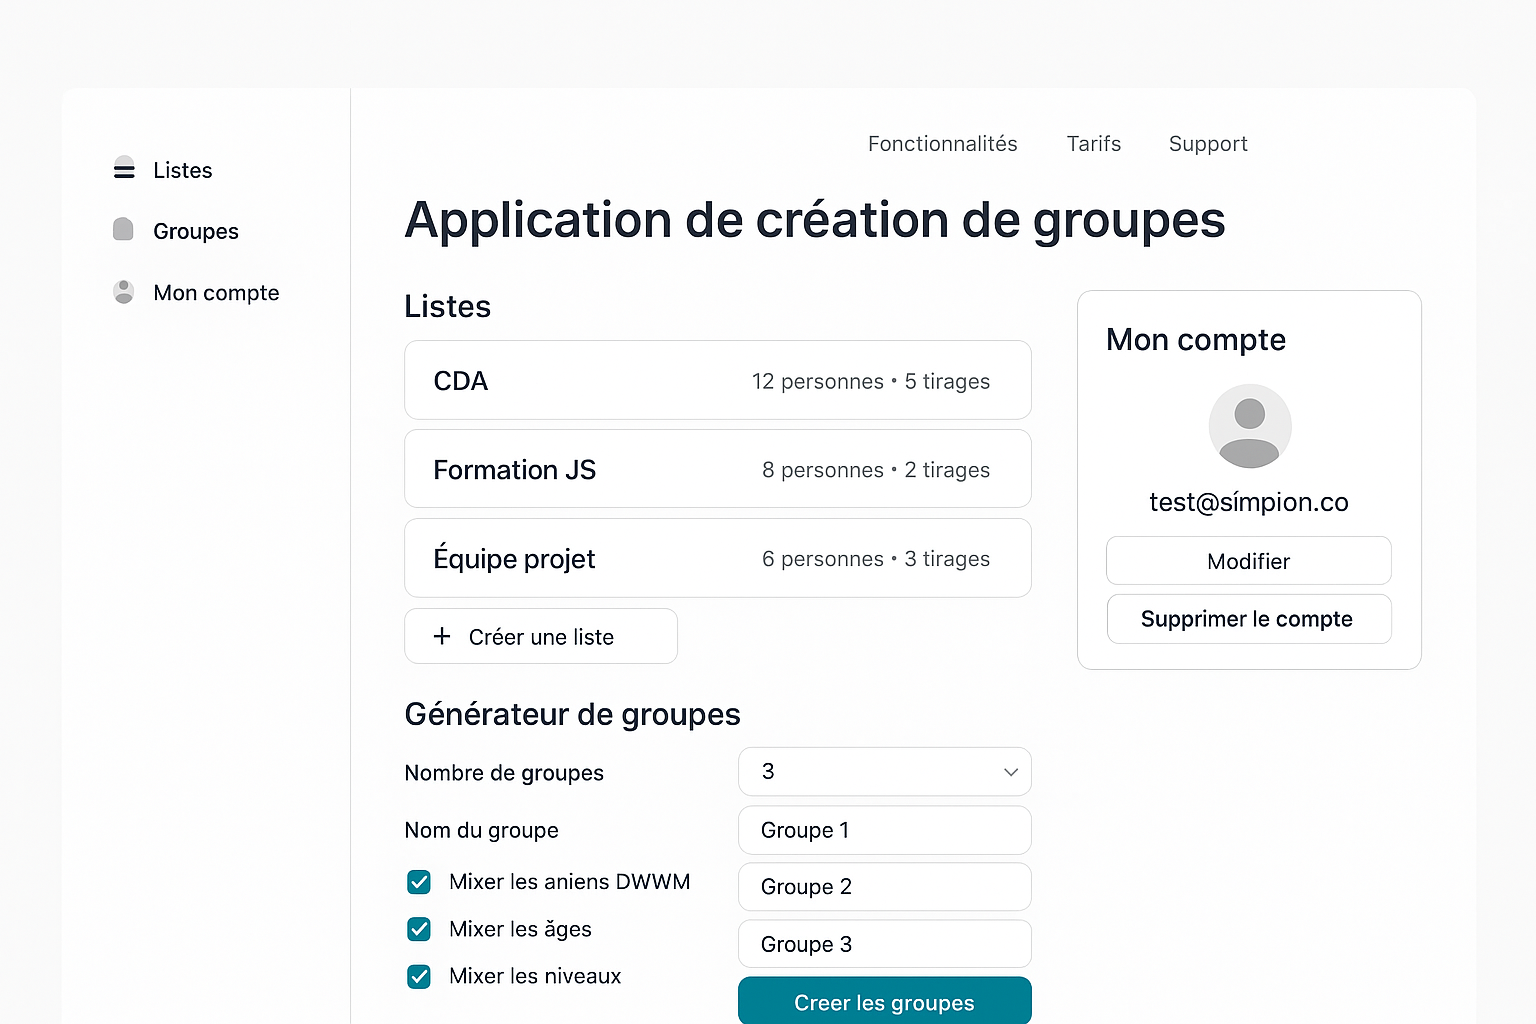 Listes
Groupes
Mon compte
Fonctionnalités Tarifs Support
Application de création de groupes
Listes
CDA 12 personnes • 5 tirages
Formation JS 8 personnes • 2 tirages
Équipe projet 6 personnes • 3 tirages
+ Créer une liste
Mon compte
test@símpion.co
Modifier
Supprimer le compte
Générateur de groupes
Nombre de groupes 3
Nom du groupe Groupe 1
Mixer les aniens DWWM
Groupe 2
Mixer les ăges
Groupe 3
Mixer les niveaux
Creer les groupes